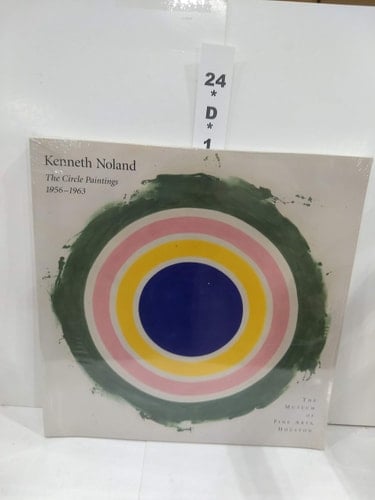 24
*
D
*
1
Kenneth Noland
The Circle Paintings
1956–1963
THE
MUSEUM
OF
FINE ARTS,
HOUSTON